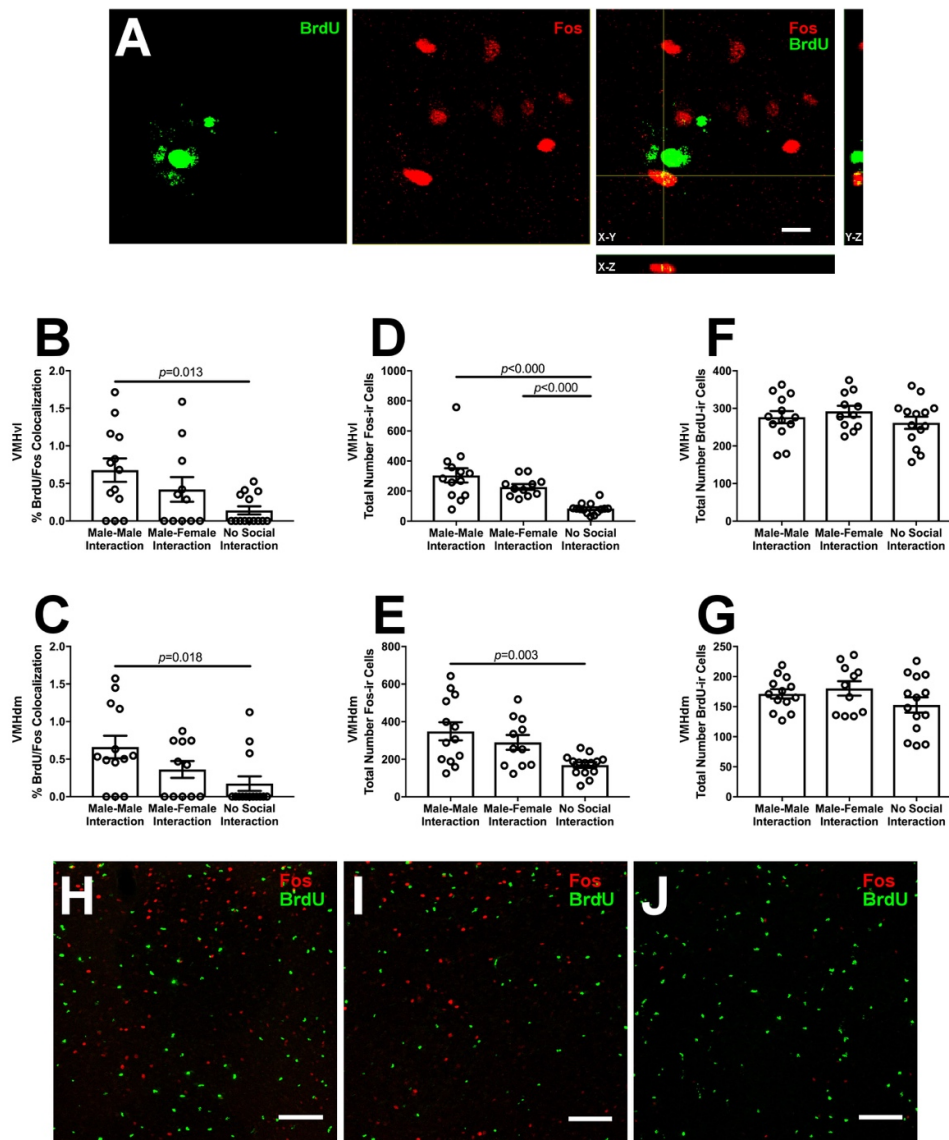 A
BrdU
Fos
Fos
BrdU
X-Y
Y-Z
X-Z
B
VMHvl
% BrdU/Fos Colocalization
2.0
1.5
1.0
0.5
0.0
p=0.013
Male-Male
Interaction
Male-Female
Interaction
No Social
Interaction
D
VMHvl
Total Number Fos-ir Cells
1000
800
600
400
200
0
p<0.000
p<0.000
Male-Male
Interaction
Male-Female
Interaction
No Social
Interaction
F
VMHvl
Total Number BrdU-ir Cells
400
300
200
100
0
Male-Male
Interaction
Male-Female
Interaction
No Social
Interaction
C
VMHdm
% BrdU/Fos Colocalization
2.0
1.5
1.0
0.5
0.0
p=0.018
Male-Male
Interaction
Male-Female
Interaction
No Social
Interaction
E
VMHdm
Total Number Fos-ir Cells
800
600
400
200
0
p=0.003
Male-Male
Interaction
Male-Female
Interaction
No Social
Interaction
G
VMHdm
Total Number BrdU-ir Cells
250
200
150
100
50
0
Male-Male
Interaction
Male-Female
Interaction
No Social
Interaction
H
Fos
BrdU
I
Fos
BrdU
J
Fos
BrdU